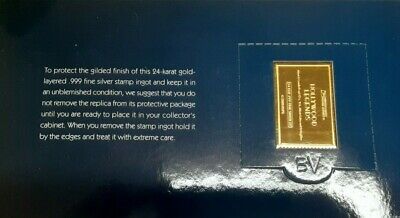 To protect the gilded finish of this 24-karat gold-
layered .999 fine silver stamp ingot and keep it in
an unblemished condition, we suggest that you do
not remove the replica from its protective package
until you are ready to place it in your collector's
cabinet. When you remove the stamp ingot hold it
by the edges and treat it with extreme care.
HOLLYWOOD
LEGENDS
BV